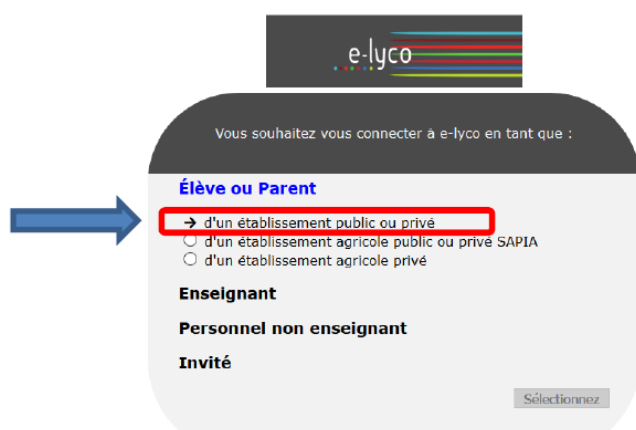 e-lyco
Vous souhaitez vous connecter à e-lyco en tant que :
Élève ou Parent
→ d'un établissement public ou privé
d'un établissement agricole public ou privé SAPIA
d'un établissement agricole privé
Enseignant
Personnel non enseignant
Invité
Sélectionnez